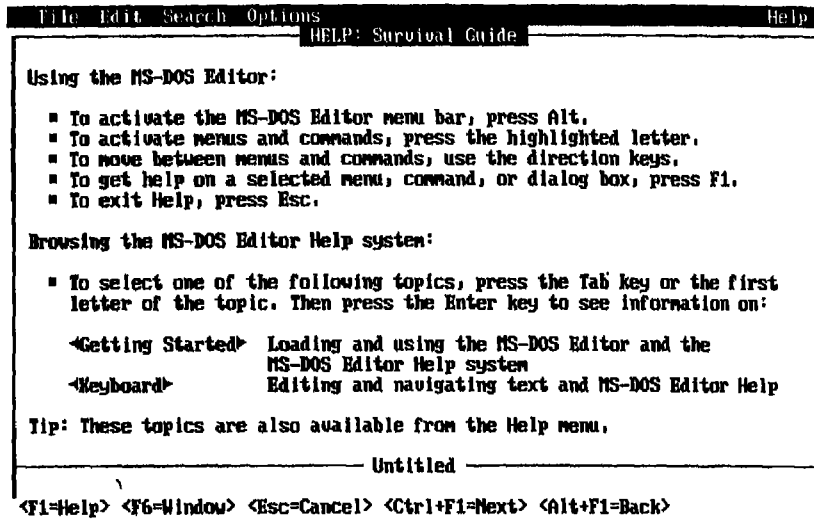 File Edit Search Options Help
HELP: Survival Guide
Using the MS-DOS Editor:
■ To activate the MS-DOS Editor menu bar, press Alt.
■ To activate menus and commands, press the highlighted letter.
■ To move between menus and commands, use the direction keys.
■ To get help on a selected menu, command, or dialog box, press F1.
■ To exit Help, press Esc.
Browsing the MS-DOS Editor Help system:
■ To select one of the following topics, press the Tab key or the first
letter of the topic. Then press the Enter key to see information on:
◄Getting Started► Loading and using the MS-DOS Editor and the
MS-DOS Editor Help system
◄Keyboard► Editing and navigating text and MS-DOS Editor Help
Tip: These topics are also available from the Help menu.
Untitled
<F1=Help> <F6=Window> <Esc=Cancel> <Ctrl+F1=Next> <Alt+F1=Back>